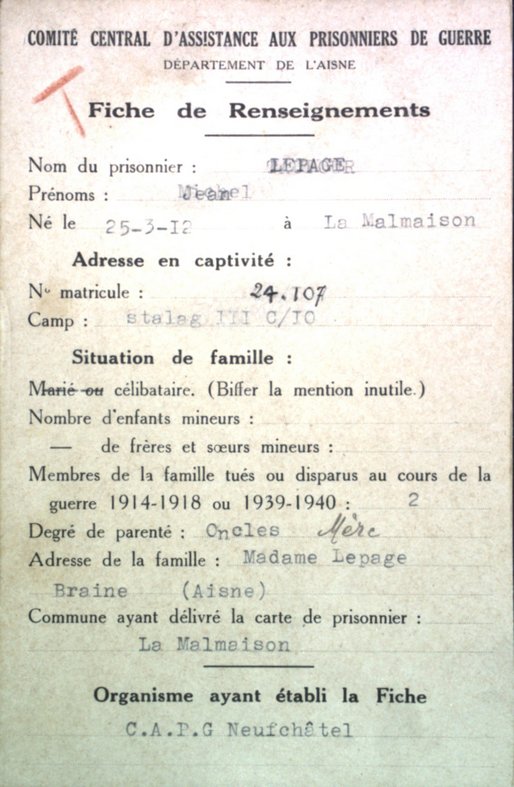 COMITÉ CENTRAL D'ASSISTANCE AUX PRISONNIERS DE GUERRE
DÉPARTEMENT DE L'AISNE
T
Fiche de Renseignements
Nom du prisonnier : LEPAGE
Prénoms : Jean
Né le 25-3-I2 à La Malmaison
Adresse en captivité :
No matricule : 24.107
Camp : stalag III C/IO
Situation de famille :
Marié ou célibataire. (Biffer la mention inutile.)
Nombre d'enfants mineurs :
— de frères et sœurs mineurs :
Membres de la famille tués ou disparus au cours de la
guerre 1914-1918 ou 1939-1940 : 2
Degré de parenté : Oncles Mère
Adresse de la famille : Madame Lepage
Braine (Aisne)
Commune ayant délivré la carte de prisonnier :
La Malmaison
Organisme ayant établi la Fiche
C.A.P.G Neufchâtel